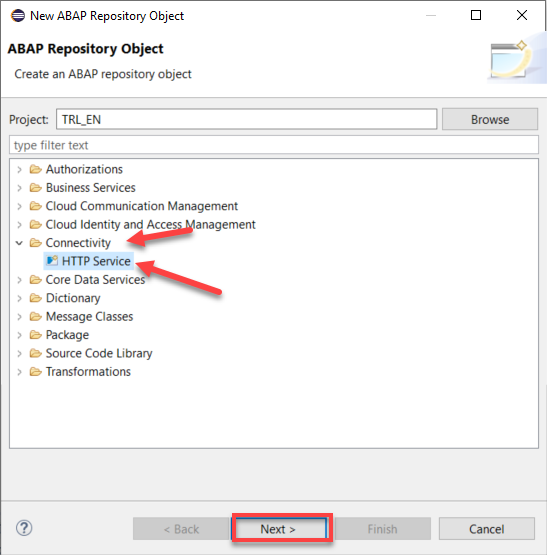 New ABAP Repository Object
ABAP Repository Object
Create an ABAP repository object
Project: TRL_EN Browse
type filter text
Authorizations
Business Services
Cloud Communication Management
Cloud Identity and Access Management
Connectivity
HTTP Service
Core Data Services
Dictionary
Message Classes
Package
Source Code Library
Transformations
? < Back Next > Finish Cancel